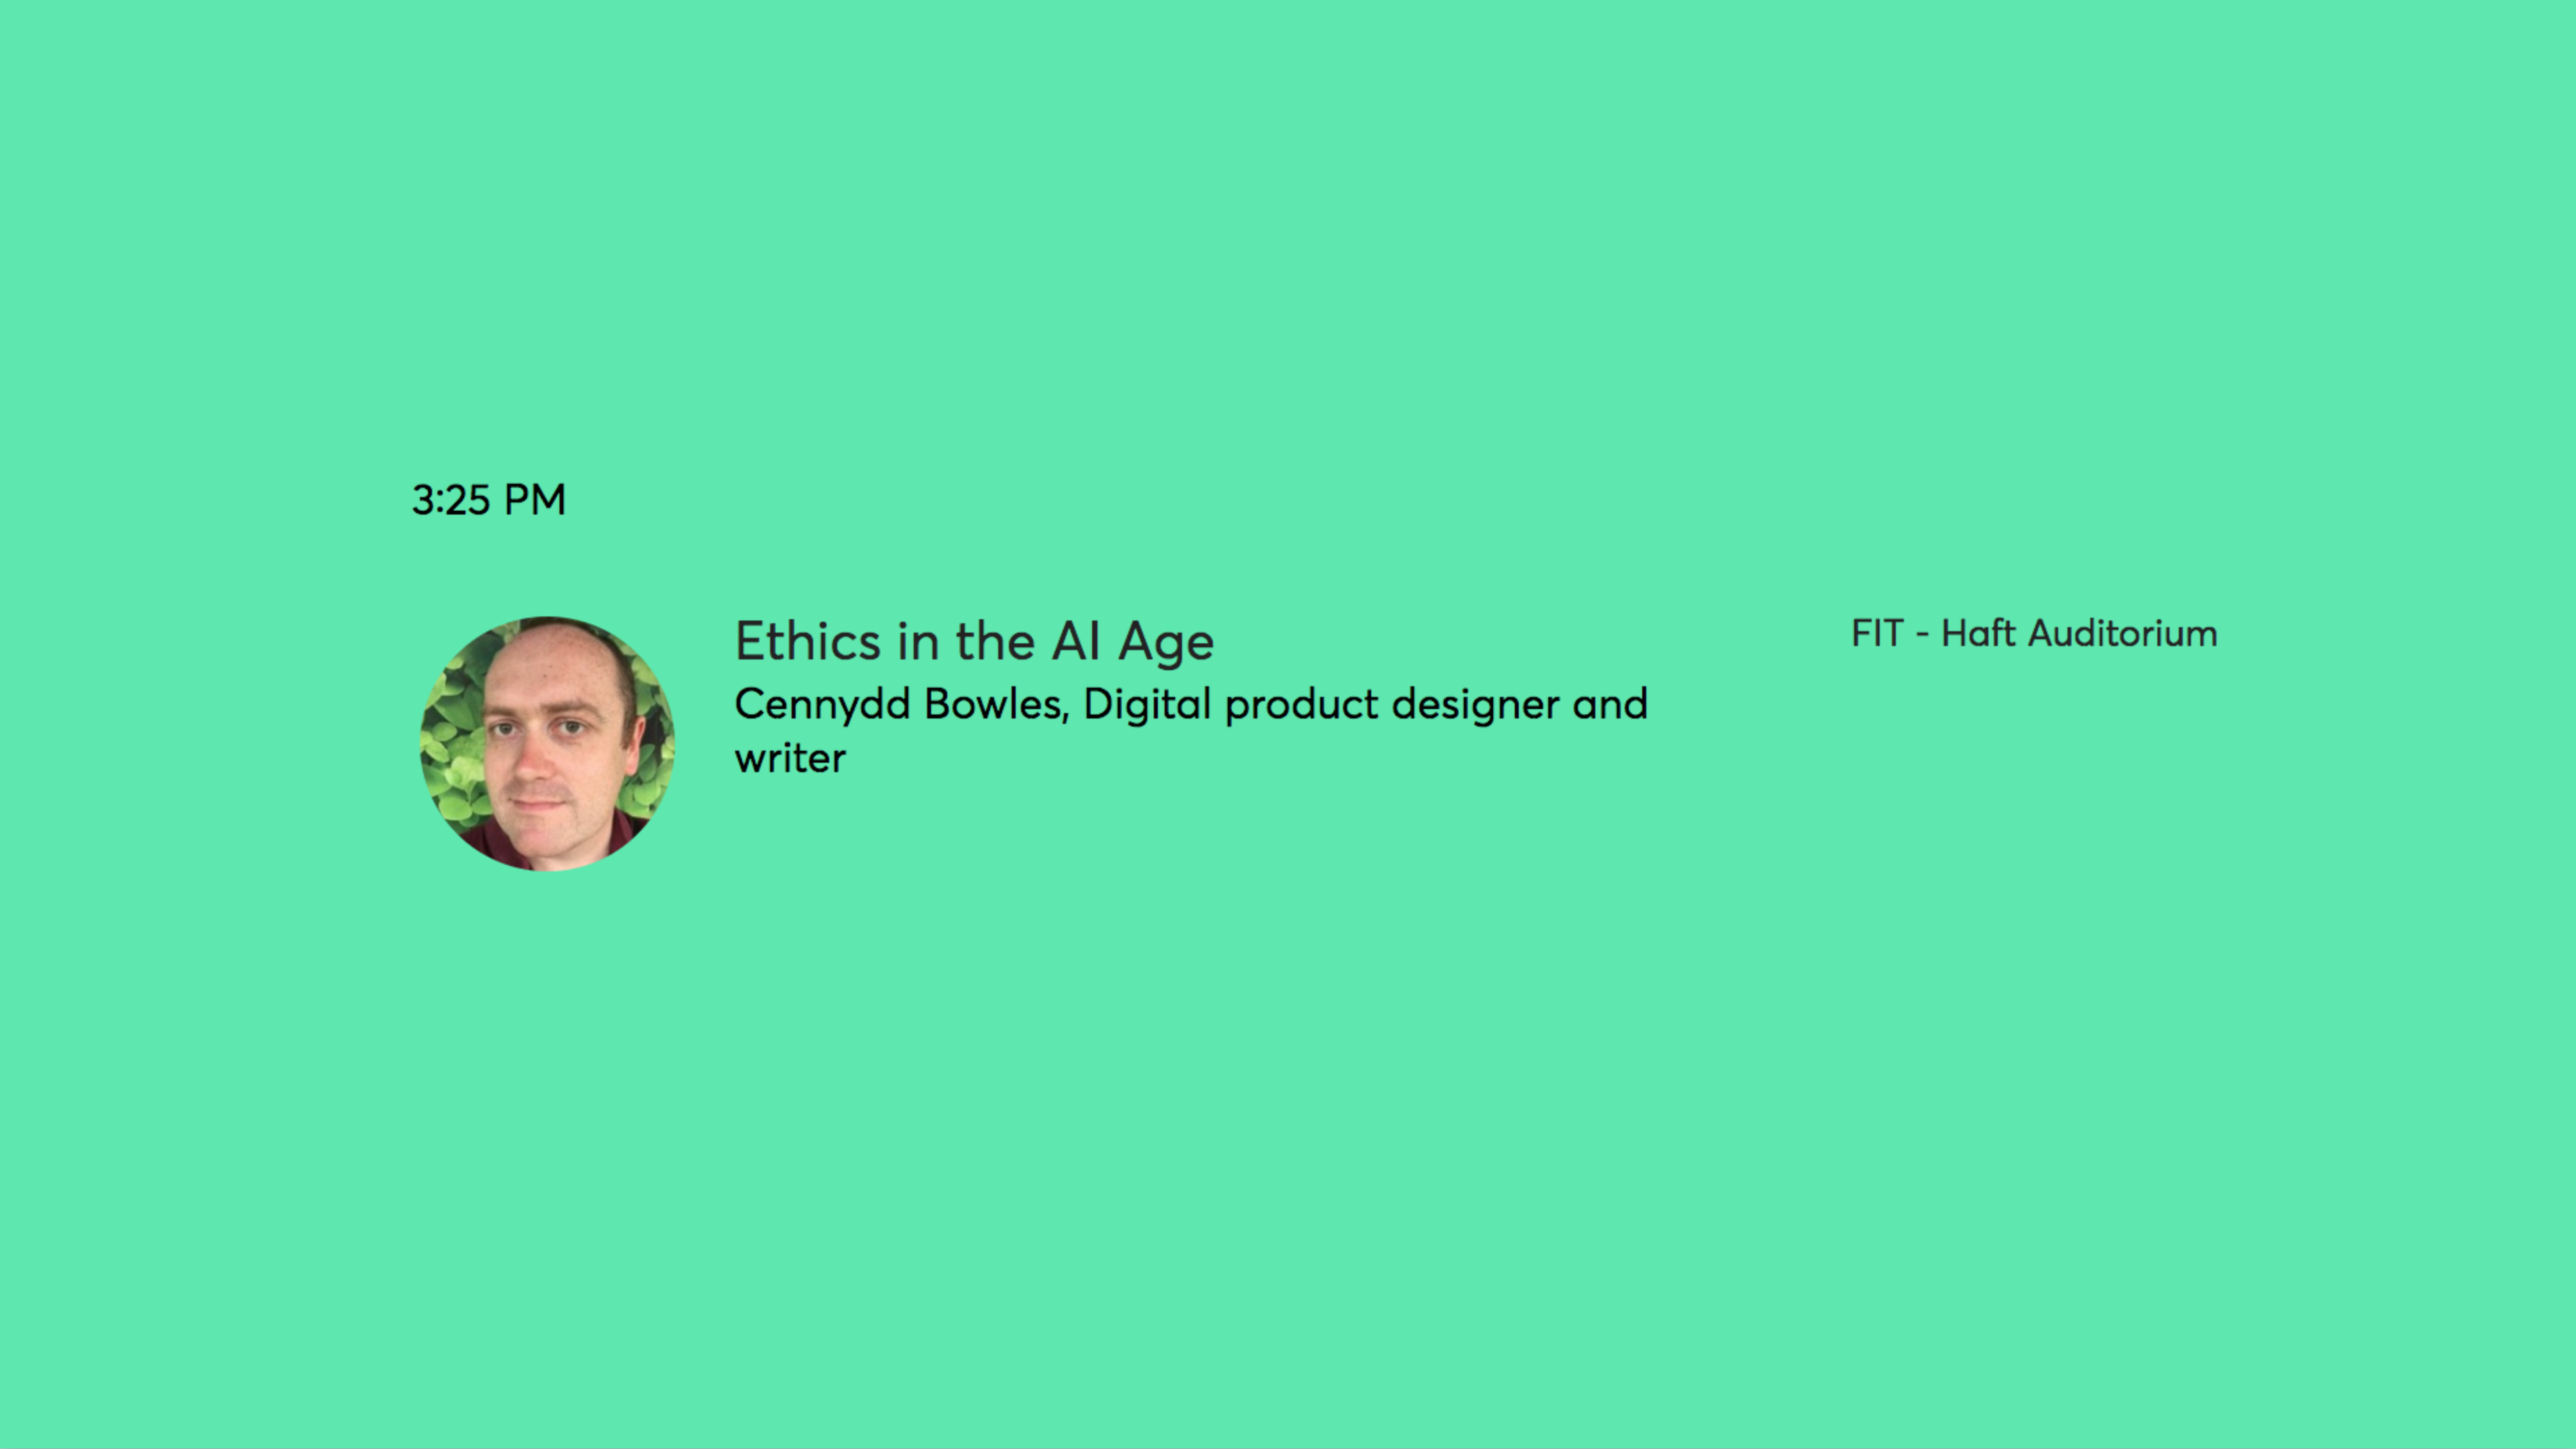 3:25 PM
Ethics in the AI Age
FIT - Haft Auditorium
Cennydd Bowles, Digital product designer and
writer